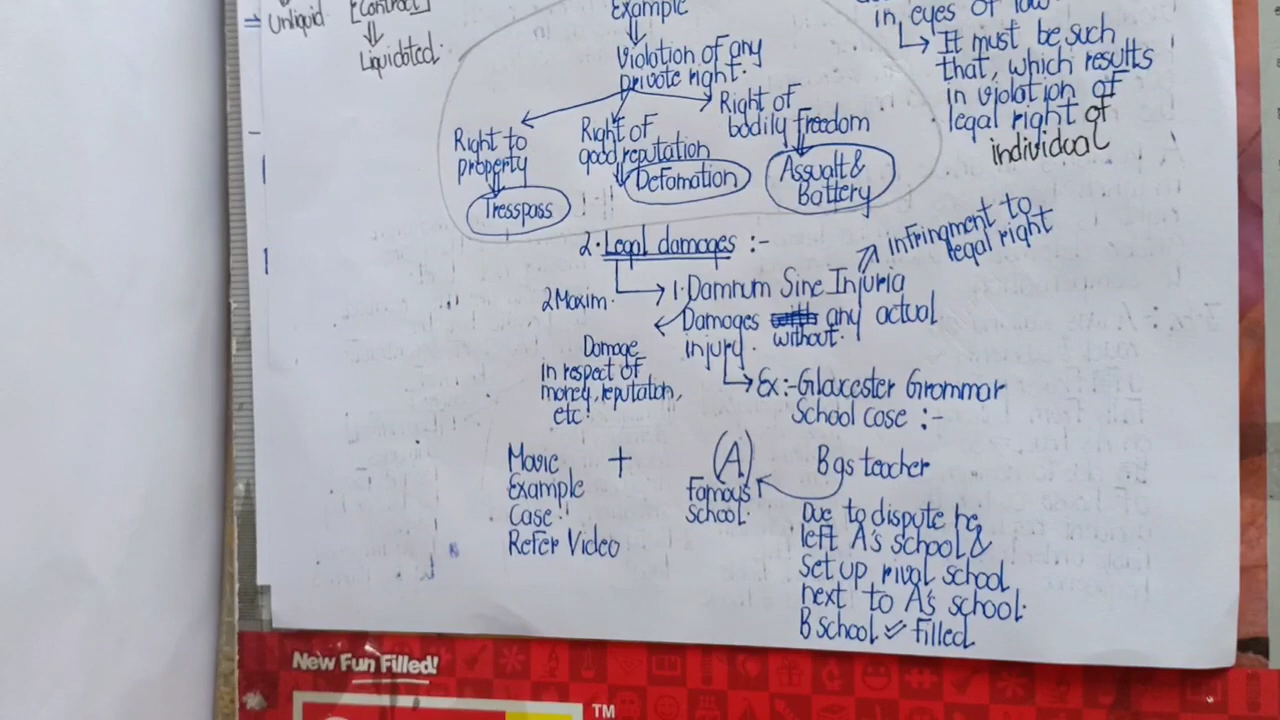 ⇒ Unliquid [Contract]
⇓
Liquidated.
Example
⇓
Violation of any
private right.
Right to
property
Tresspass
Right of
good reputation
Defamation
Right of
bodily freedom
Assualt &
Battery
in eyes of law
↳ It must be such
that, which results
in violation of
legal right of
individual
2. Legal damages :-
2 Maxim.
1. Damnum Sine Injuria
Infringment to
legal right
Damages any actual
without.
injury.
Damage
in respect of
money, reputation,
etc.
Ex:- Gloucester Grammar
School case :-
Movie
Example
Case
Refer Video
+
(A)
Famous
School.
B gs teacher
Due to dispute he
left A's school &
set up rival school
next to A's school.
B school ✓ filled
New Fun Filled!
TM